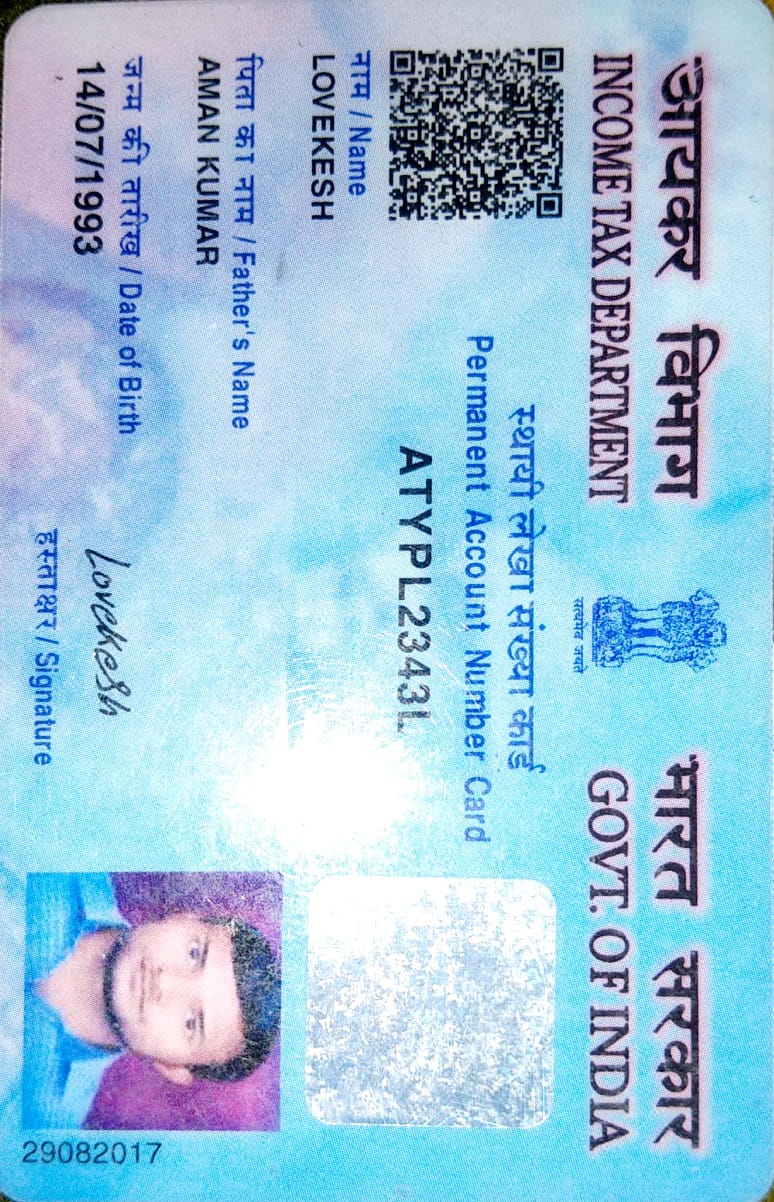 आयकर विभाग
INCOME TAX DEPARTMENT
सत्यमेव जयते
भारत सरकार
GOVT. OF INDIA
स्थायी लेखा संख्या कार्ड
Permanent Account Number Card
ATYPL2343L
नाम / Name
LOVEKESH
पिता का नाम / Father's Name
AMAN KUMAR
जन्म की तारीख / Date of Birth
14/07/1993
Lovekesh
हस्ताक्षर / Signature
29082017